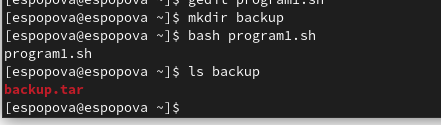 [espopova@espopova ~]$ gedit program1.sh
[espopova@espopova ~]$ mkdir backup
[espopova@espopova ~]$ bash program1.sh
program1.sh
[espopova@espopova ~]$ ls backup
backup.tar
[espopova@espopova ~]$